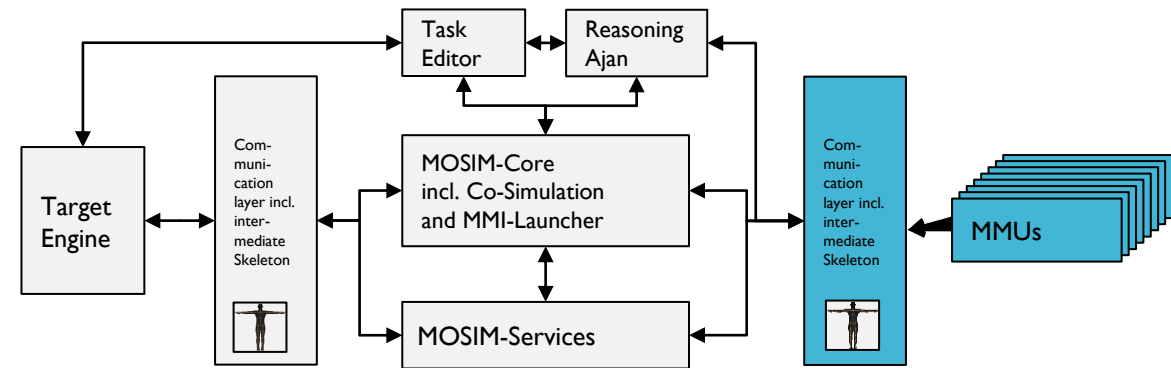 Task
Editor
Reasoning
Ajan
Target
Engine
Com-
muni-
cation
layer incl.
inter-
mediate
Skeleton
MOSIM-Core
incl. Co-Simulation
and MMI-Launcher
MOSIM-Services
Com-
muni-
cation
layer incl.
inter-
mediate
Skeleton
MMUs